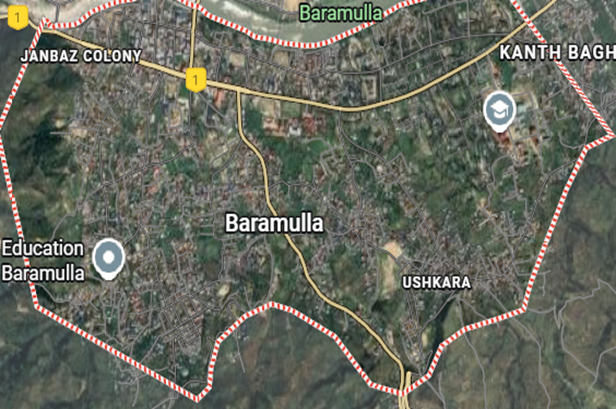 Baramulla
1
JANBAZ COLONY
KANTH BAGH
1
Baramulla
Education
Baramulla
USHKARA